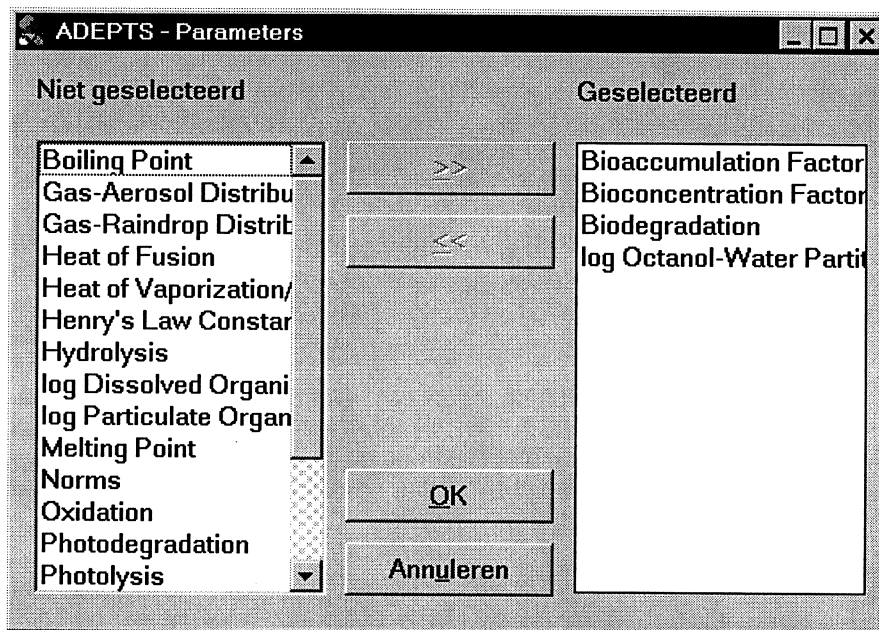 ADEPTS - Parameters
Niet geselecteerd
Geselecteerd
Boiling Point
Gas-Aerosol Distribu
Gas-Raindrop Distrib
Heat of Fusion
Heat of Vaporization/
Henry's Law Constan
Hydrolysis
log Dissolved Organi
log Particulate Organ
Melting Point
Norms
Oxidation
Photodegradation
Photolysis
>>
<<
OK
Annuleren
Bioaccumulation Factor
Bioconcentration Factor
Biodegradation
log Octanol-Water Partit